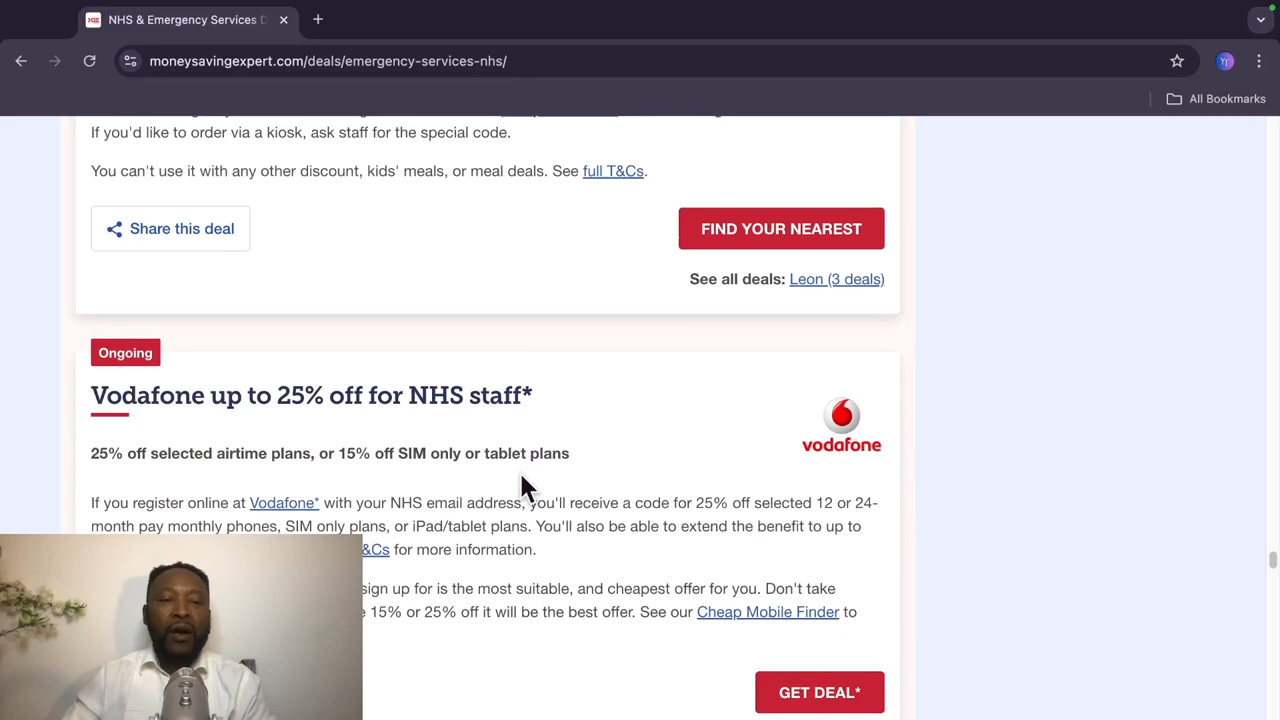 NHS & Emergency Services D
moneysavingexpert.com/deals/emergency-services-nhs/
All Bookmarks
If you'd like to order via a kiosk, ask staff for the special code.
You can't use it with any other discount, kids' meals, or meal deals. See full T&Cs.
Share this deal
FIND YOUR NEAREST
See all deals: Leon (3 deals)
Ongoing
Vodafone up to 25% off for NHS staff*
vodafone
25% off selected airtime plans, or 15% off SIM only or tablet plans
If you register online at Vodafone* with your NHS email address, you'll receive a code for 25% off selected 12 or 24-
month pay monthly phones, SIM only plans, or iPad/tablet plans. You'll also be able to extend the benefit to up to
&Cs for more information.
sign up for is the most suitable, and cheapest offer for you. Don't take
15% or 25% off it will be the best offer. See our Cheap Mobile Finder to
GET DEAL*